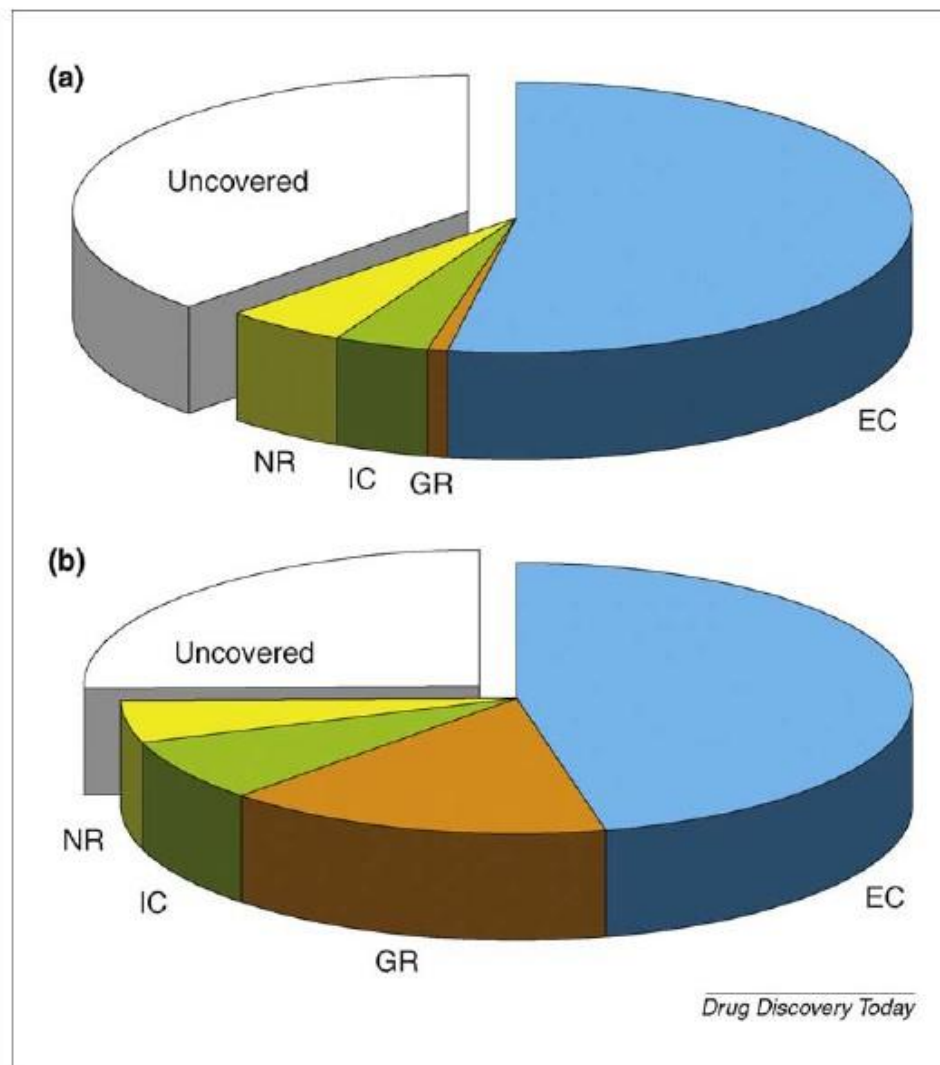 (a)
Uncovered
EC
NR
IC
GR
(b)
Uncovered
NR
EC
IC
GR
Drug Discovery Today